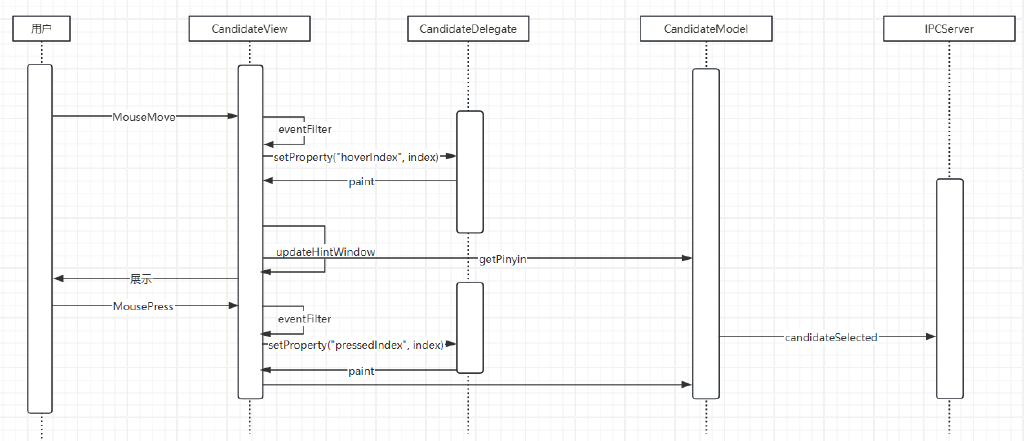 用户
CandidateView
CandidateDelegate
CandidateModel
IPCServer
MouseMove
eventFilter
setProperty("hoverIndex", index)
paint
updateHintWindow
getPinyin
展示
MousePress
eventFilter
candidateSelected
setProperty("pressedIndex", index)
paint